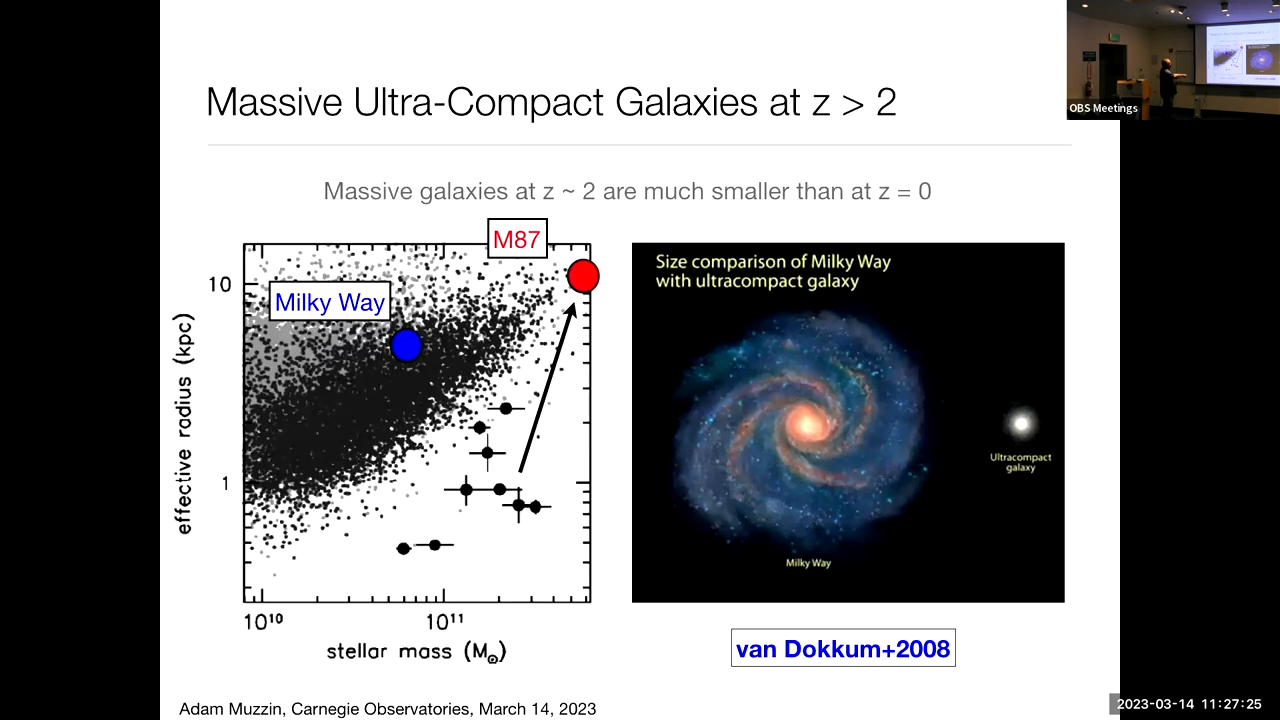 Massive Ultra-Compact Galaxies at z > 2
OBS Meetings
Massive galaxies at z ~ 2 are much smaller than at z = 0
M87
Milky Way
10
1
effective radius (kpc)
10¹⁰
10¹¹
stellar mass (M☉)
Size comparison of Milky Way
with ultracompact galaxy
Ultracompact
galaxy
Milky Way
van Dokkum+2008
Adam Muzzin, Carnegie Observatories, March 14, 2023
2023-03-14 11:27:25